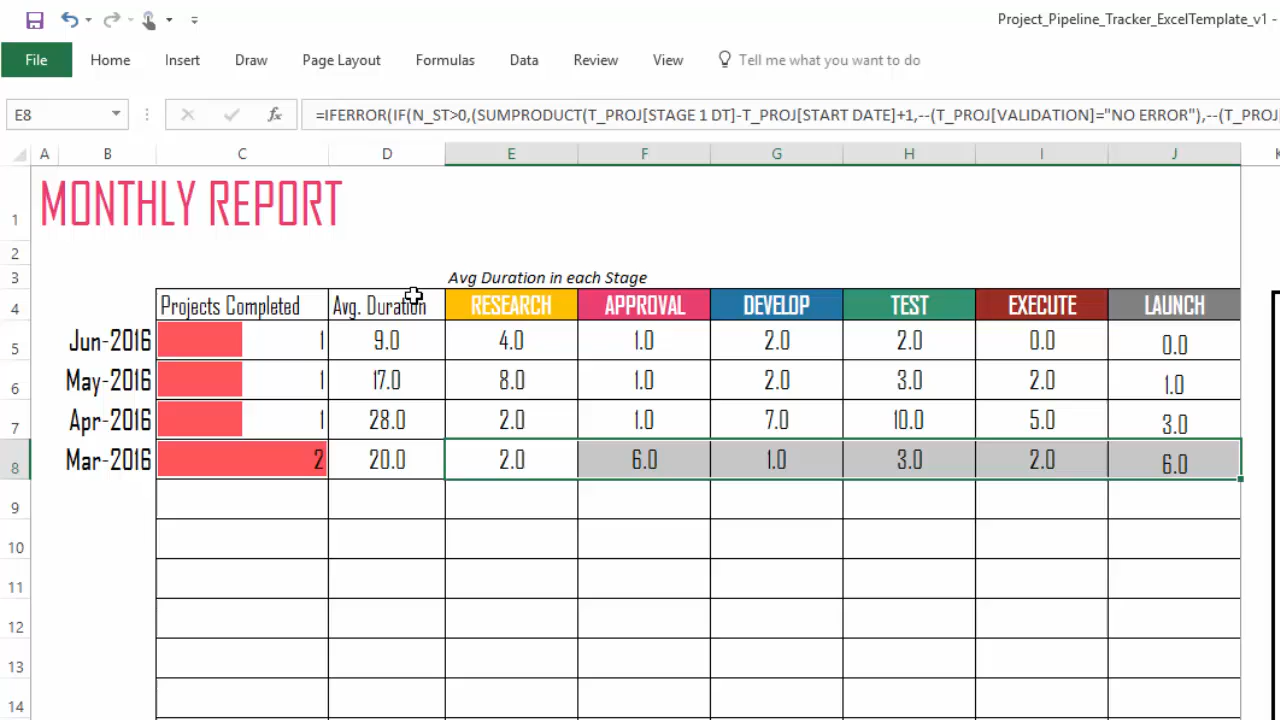 Project_Pipeline_Tracker_ExcelTemplate_v1 -
File Home Insert Draw Page Layout Formulas Data Review View Tell me what you want to do
E8 fx =IFERROR(IF(N_ST>0,(SUMPRODUCT(T_PROJ[STAGE 1 DT]-T_PROJ[START DATE]+1,--(T_PROJ[VALIDATION]="NO ERROR"),--(T_PROJ
A B C D E F G H I J K
1 MONTHLY REPORT
2
3 Avg Duration in each Stage
4 Projects Completed Avg. Duration RESEARCH APPROVAL DEVELOP TEST EXECUTE LAUNCH
5 Jun-2016 1 9.0 4.0 1.0 2.0 2.0 0.0 0.0
6 May-2016 1 17.0 8.0 1.0 2.0 3.0 2.0 1.0
7 Apr-2016 1 28.0 2.0 1.0 7.0 10.0 5.0 3.0
8 Mar-2016 2 20.0 2.0 6.0 1.0 3.0 2.0 6.0
9
10
11
12
13
14